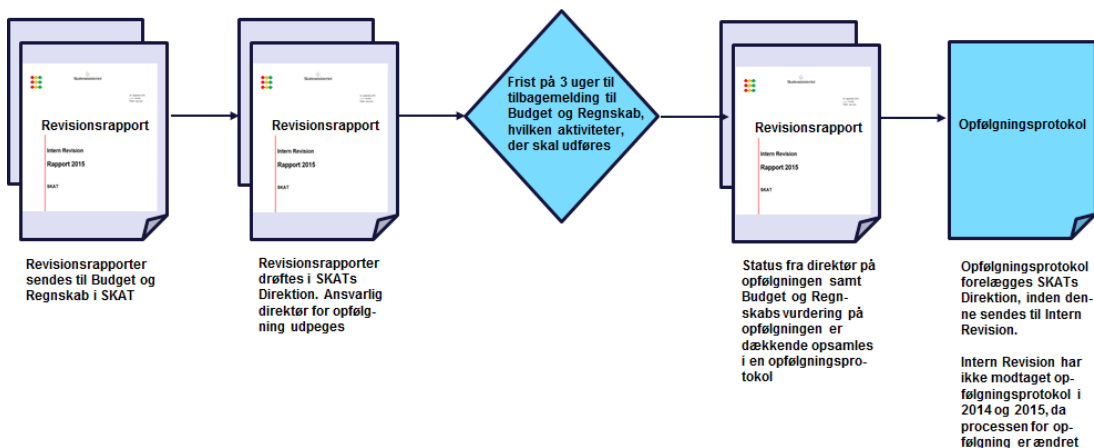 Skatteministeriet
Revisionsrapport
Intern Revision
Rapport 2015
SKAT
Revisionsrapporter
sendes til Budget og
Regnskab i SKAT
Skatteministeriet
Revisionsrapport
Intern Revision
Rapport 2015
SKAT
Revisionsrapporter
drøftes i SKATs
Direktion. Ansvarlig
direktør for opfølg-
ning udpeges
Frist på 3 uger til
tilbagemelding til
Budget og Regnskab,
hvilken aktiviteter,
der skal udføres
Revisionsrapport
Intern Revision
Rapport 2015
SKAT
Status fra direktør på
opfølgningen samt
Budget og Regn-
skabs vurdering på
opfølgningen er
dækkende opsamles
i en opfølgningspro-
tokol
Opfølgningsprotokol
Opfølgningsprotokol
forelægges SKATs
Direktion, inden den-
ne sendes til Intern
Revision.
Intern Revision har
ikke modtaget op-
følgningsprotokol i
2014 og 2015, da
processen for op-
følgning er ændret